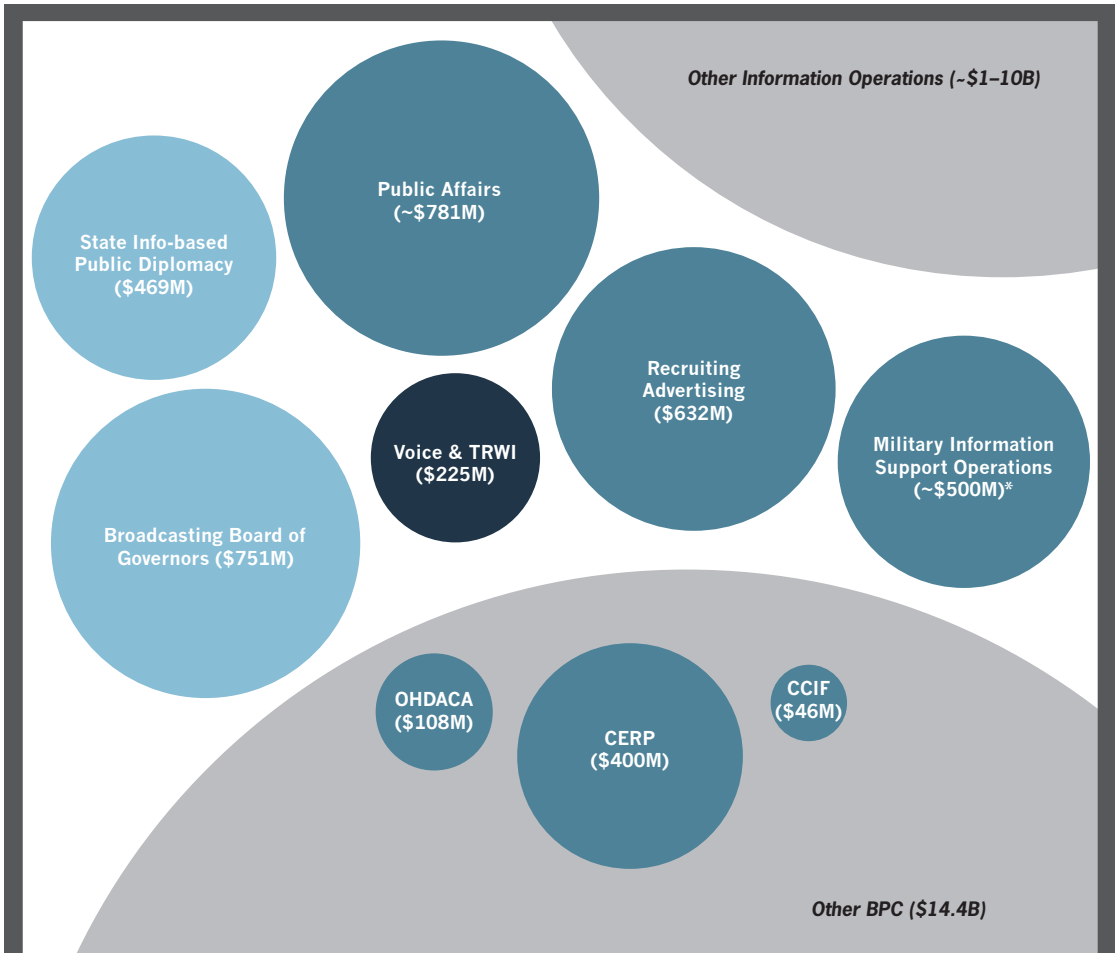 Other Information Operations (~$1–10B)
Public Affairs
(~$781M)
State Info-based
Public Diplomacy
($469M)
Recruiting
Advertising
($632M)
Voice & TRWI
($225M)
Military Information
Support Operations
(~$500M)*
Broadcasting Board of
Governors ($751M)
OHDACA
($108M)
CERP
($400M)
CCIF
($46M)
Other BPC ($14.4B)